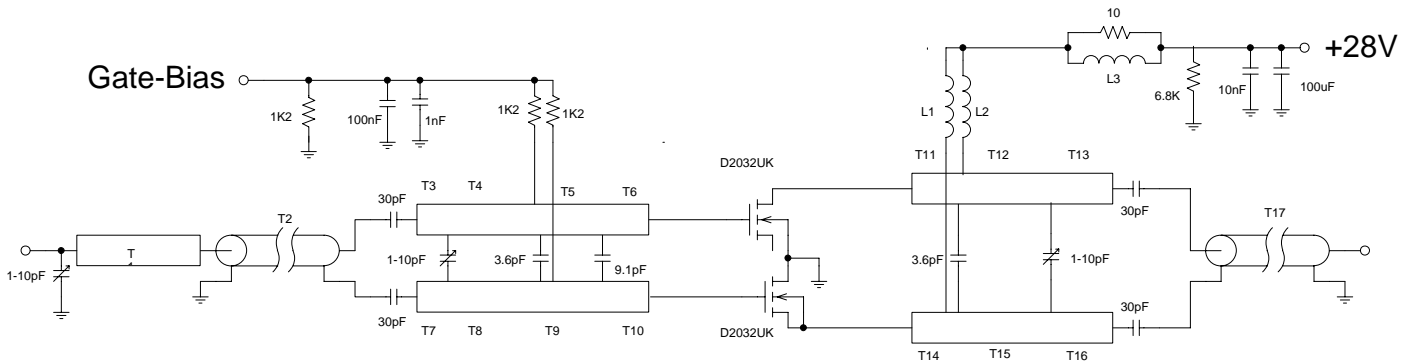 10
+28V
Gate-Bias
L3
6.8K
10nF
100uF
1K2
100nF
1nF
1K2
1K2
L1
L2
D2032UK
T11
T12
T13
T3
T4
T5
T6
30pF
30pF
T2
T17
T
1-10pF
1-10pF
3.6pF
9.1pF
3.6pF
1-10pF
30pF
30pF
T7
T8
T9
T10
D2032UK
T14
T15
T16